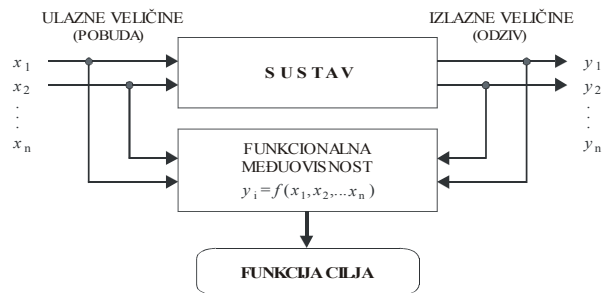 ULAZNE VELIČINE
(POBUDA)
IZLAZNE VELIČINE
(ODZIV)
x1
x2
.
.
.
xn
SUSTAV
y1
y2
.
.
.
yn
FUNKCIONALNA
MEĐUOVISNOST
yi=f(x1,x2,...xn)
FUNKCIJA CILJA